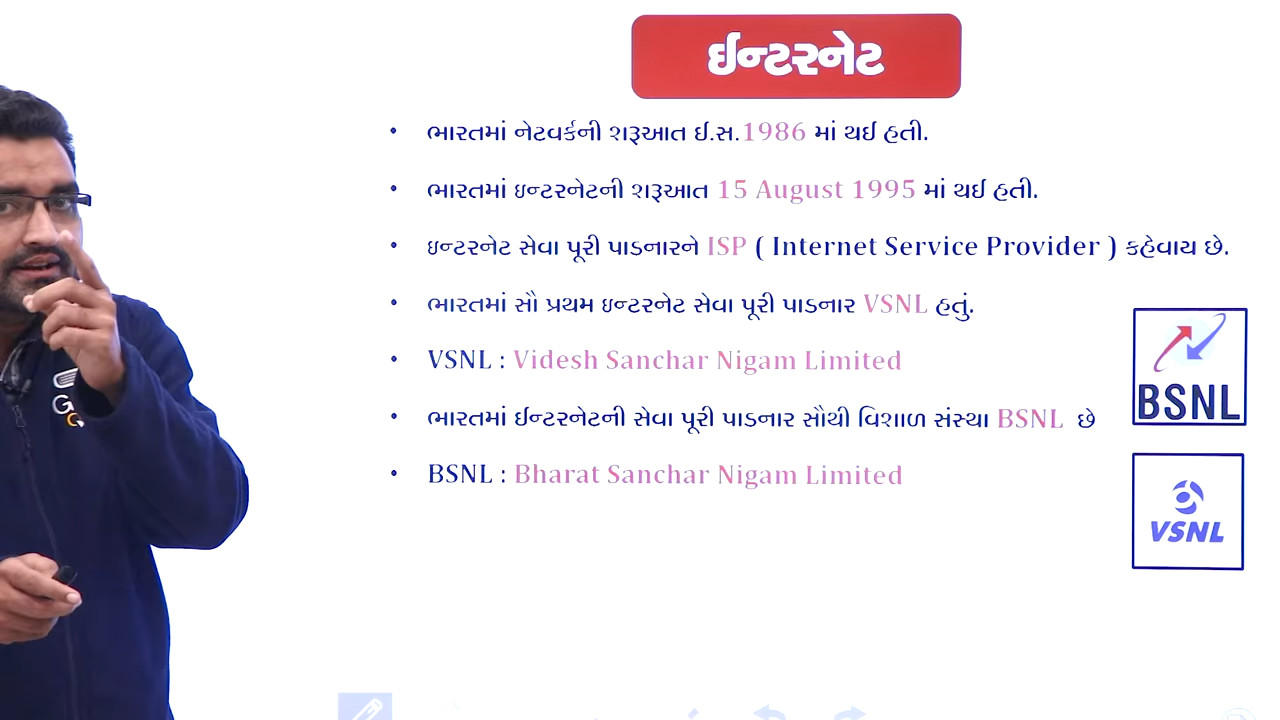 ઈન્ટરનેટ
• ભારતમાં નેટવર્કની શરૂઆત ઈ.સ.1986 માં થઈ હતી.
• ભારતમાં ઇન્ટરનેટની શરૂઆત 15 August 1995 માં થઈ હતી.
• ઇન્ટરનેટ સેવા પૂરી પાડનારને ISP ( Internet Service Provider ) કહેવાય છે.
• ભારતમાં સૌ પ્રથમ ઇન્ટરનેટ સેવા પૂરી પાડનાર VSNL હતું.
• VSNL : Videsh Sanchar Nigam Limited
• ભારતમાં ઈન્ટરનેટની સેવા પૂરી પાડનાર સૌથી વિશાળ સંસ્થા BSNL છે
• BSNL : Bharat Sanchar Nigam Limited
BSNL
VSNL